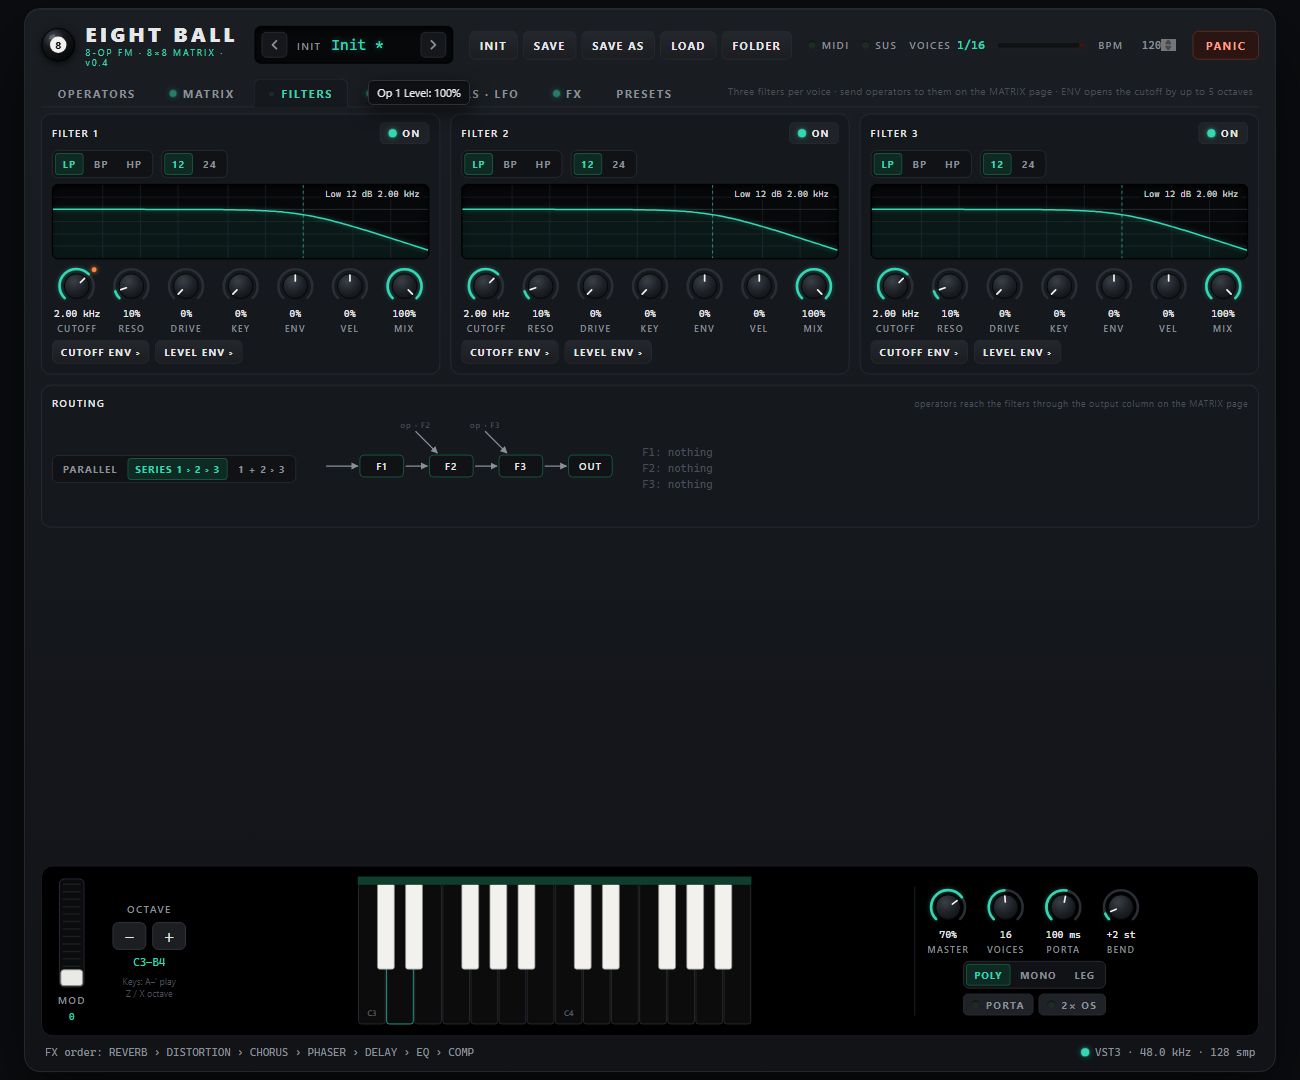 8
EIGHT BALL
8-OP FM · 8×8 MATRIX ·
v0.4
INIT Init *
INIT SAVE SAVE AS LOAD FOLDER
MIDI SUS VOICES 1/16 BPM 120 PANIC
OPERATORS MATRIX FILTERS Op 1 Level: 100% S · LFO FX PRESETS
Three filters per voice · send operators to them on the MATRIX page · ENV opens the cutoff by up to 5 octaves
FILTER 1 ON
LP BP HP 12 24
Low 12 dB 2.00 kHz
2.00 kHz 10% 0% 0% 0% 0% 100%
CUTOFF RESO DRIVE KEY ENV VEL MIX
CUTOFF ENV › LEVEL ENV ›
FILTER 2 ON
LP BP HP 12 24
Low 12 dB 2.00 kHz
2.00 kHz 10% 0% 0% 0% 0% 100%
CUTOFF RESO DRIVE KEY ENV VEL MIX
CUTOFF ENV › LEVEL ENV ›
FILTER 3 ON
LP BP HP 12 24
Low 12 dB 2.00 kHz
2.00 kHz 10% 0% 0% 0% 0% 100%
CUTOFF RESO DRIVE KEY ENV VEL MIX
CUTOFF ENV › LEVEL ENV ›
ROUTING
operators reach the filters through the output column on the MATRIX page
PARALLEL SERIES 1 › 2 › 3 1 + 2 › 3
op › F2 op › F3
F1 F2 F3 OUT
F1: nothing
F2: nothing
F3: nothing
MOD
0
OCTAVE
− +
C3–B4
Keys: A–' play
Z / X octave
C3 C4
70% 16 100 ms +2 st
MASTER VOICES PORTA BEND
POLY MONO LEG
PORTA 2× OS
FX order: REVERB › DISTORTION › CHORUS › PHASER › DELAY › EQ › COMP
VST3 · 48.0 kHz · 128 smp